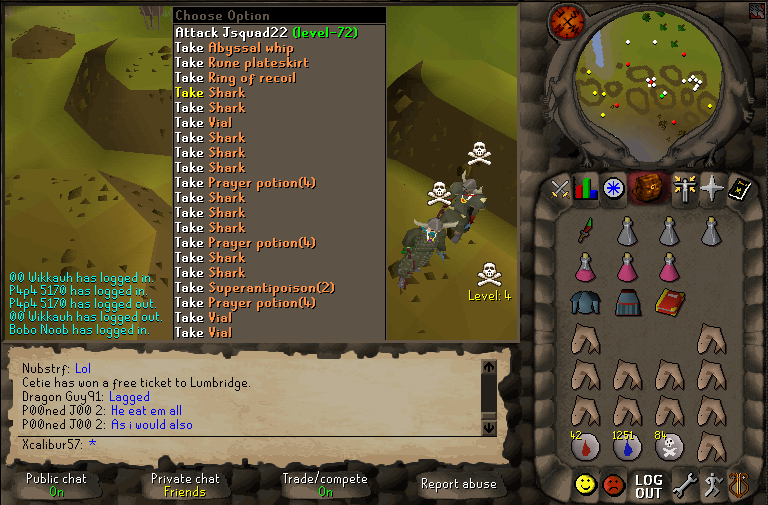 Choose Option
Attack Jsquad22 (level-72)
Take Abyssal whip
Take Rune plateskirt
Take Ring of recoil
Take Shark
Take Shark
Take Vial
Take Shark
Take Shark
Take Shark
Take Prayer potion(4)
Take Shark
Take Shark
Take Shark
Take Prayer potion(4)
Take Shark
Take Shark
Take Superantipoison(2)
Take Prayer potion(4)
Take Vial
Take Vial
00 Wikkauh has logged in.
P4p4 5170 has logged in.
P4p4 5170 has logged out.
00 Wikkauh has logged out.
Bobo Noob has logged in.
Level: 4
Nubstrf: Lol
Cetie has won a free ticket to Lumbridge.
Dragon Guy91: Lagged
P00ned J00 2: He eat em all
P00ned J00 2: As i would also
Xcalibur57: *
Public chat
On
Private chat
Friends
Trade/compete
On
Report abuse
42
1251
84
LOG
OUT